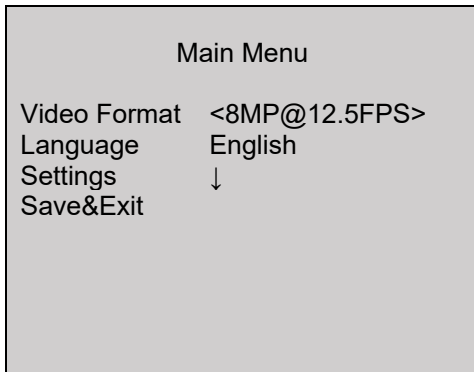 Main Menu
Video Format <8MP@12.5FPS>
Language English
Settings ↓
Save&Exit